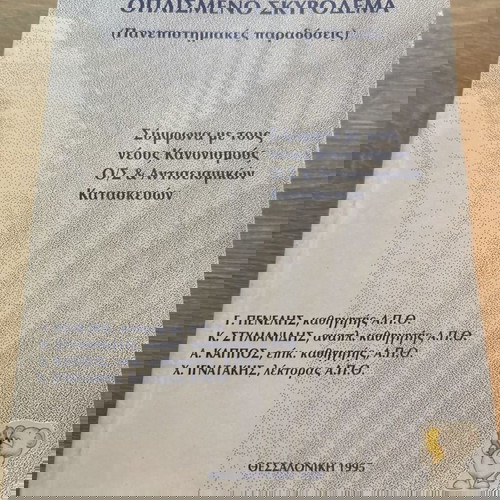 ΩΠΛΙΣΜΕΝΟ ΣΚΥΡΟΔΕΜΑ
(Πανεπιστημιακές παραδόσεις)
Σύμφωνα με τους
νέους Κανονισμούς
Ο/Σ & Αντισεισμικών
Κατασκευών
Γ. ΠΕΝΕΛΗΣ, καθηγητής Α.Π.Θ.
Κ. ΣΤΥΛΙΑΝΙΔΗΣ, αναπλ. καθηγητής Α.Π.Θ.
Α. ΚΑΠΠΟΣ, επικ. καθηγητής, Α.Π.Θ.
Χ. ΙΓΝΑΤΑΚΗΣ, λέκτορας Α.Π.Θ.
ΘΕΣΣΑΛΟΝΙΚΗ 1995